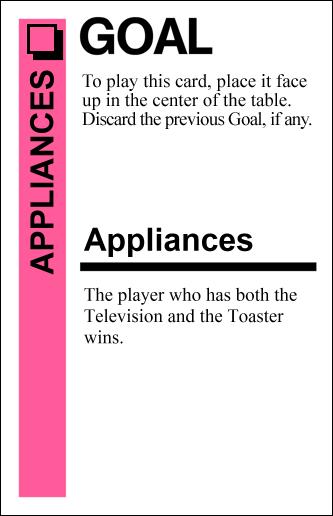 GOAL
To play this card, place it face
up in the center of the table.
Discard the previous Goal, if any.
APPLIANCES
Appliances
The player who has both the
Television and the Toaster
wins.